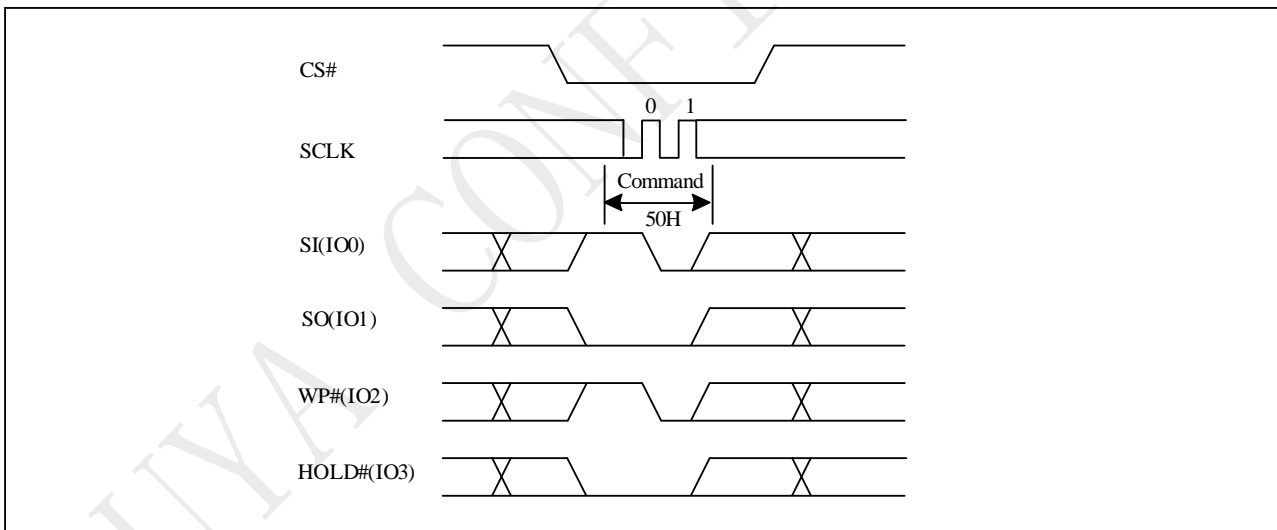 CS#
0 1
SCLK
Command
50H
SI(IO0)
SO(IO1)
WP#(IO2)
HOLD#(IO3)